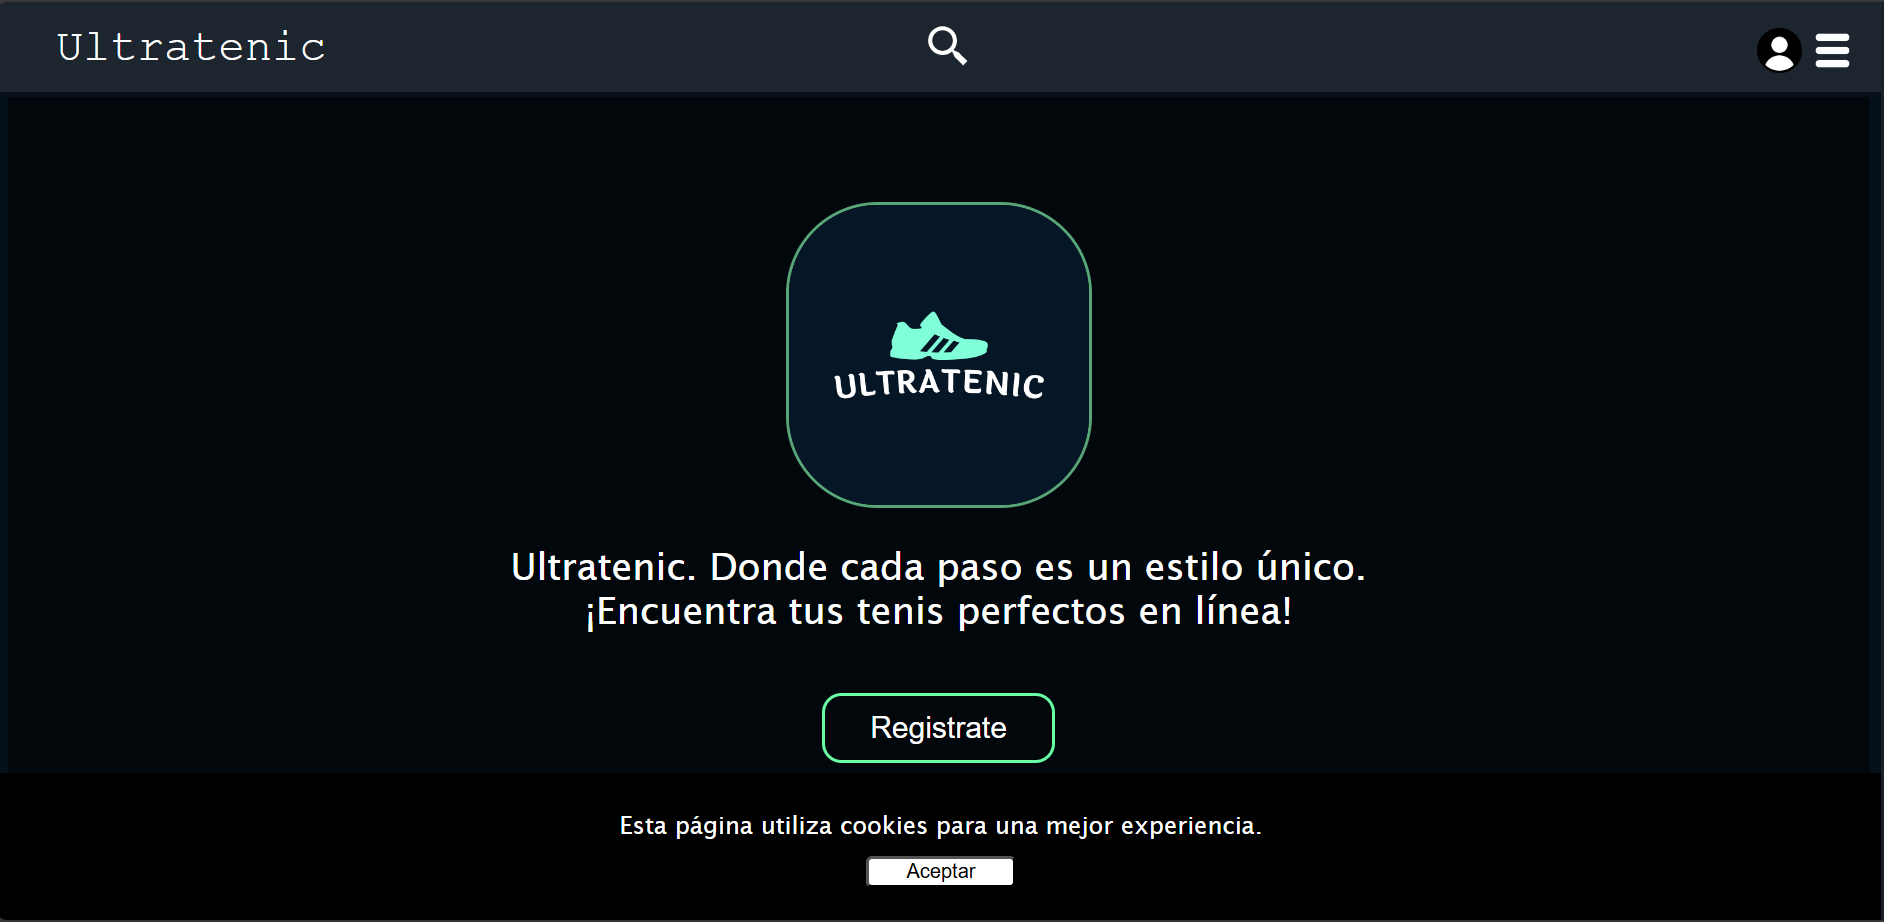 Ultratenic
ULTRATENIC
Ultratenic. Donde cada paso es un estilo único.
¡Encuentra tus tenis perfectos en línea!
Registrate
Esta página utiliza cookies para una mejor experiencia.
Aceptar